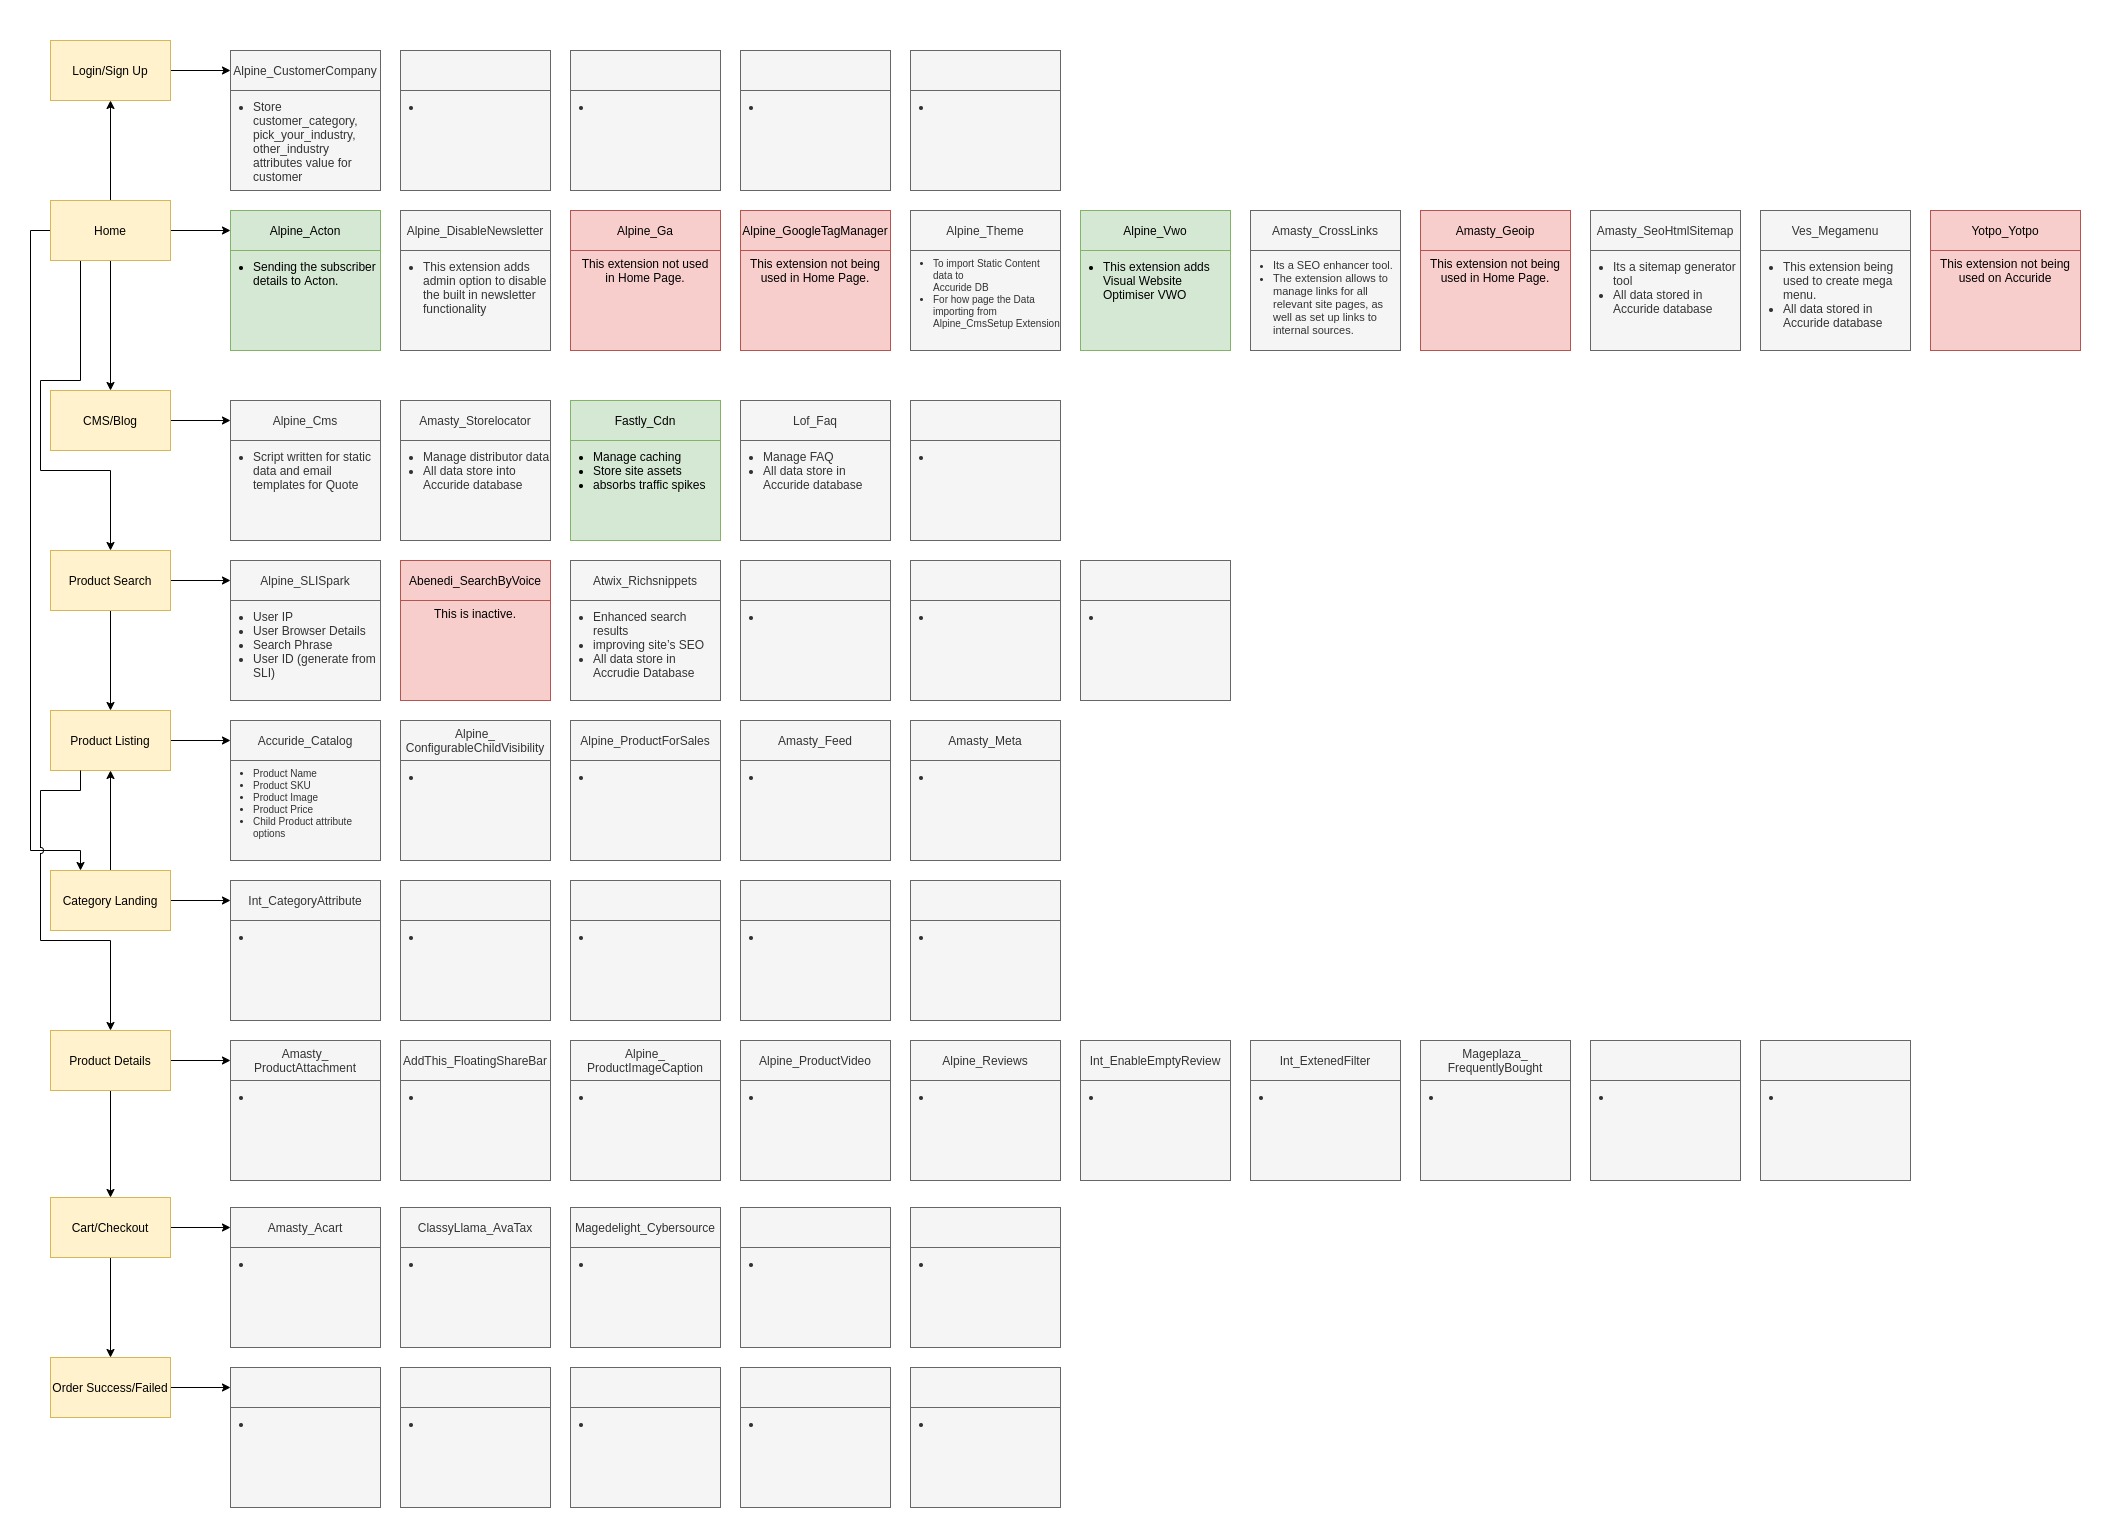 Login/Sign Up
Alpine_CustomerCompany
Store
customer_category,
pick_your_industry,
other_industry
attributes value for
customer
Home
Alpine_Acton
Sending the subscriber
details to Acton.
Alpine_DisableNewsletter
This extension adds
admin option to disable
the built in newsletter
functionality
Alpine_Ga
This extension not used
in Home Page.
Alpine_GoogleTagManager
This extension not being
used in Home Page.
Alpine_Theme
To import Static Content
data to
Accuride DB
For how page the Data
importing from
Alpine_CmsSetup Extension
Alpine_Vwo
This extension adds
Visual Website
Optimiser VWO
Amasty_CrossLinks
Its a SEO enhancer tool.
The extension allows to
manage links for all
relevant site pages, as
well as set up links to
internal sources.
Amasty_Geoip
This extension not being
used in Home Page.
Amasty_SeoHtmlSitemap
Its a sitemap generator
tool
All data stored in
Accuride database
Ves_Megamenu
This extension being
used to create mega
menu.
All data stored in
Accuride database
Yotpo_Yotpo
This extension not being
used on Accuride
CMS/Blog
Alpine_Cms
Script written for static
data and email
templates for Quote
Amasty_Storelocator
Manage distributor data
All data store into
Accuride database
Fastly_Cdn
Manage caching
Store site assets
absorbs traffic spikes
Lof_Faq
Manage FAQ
All data store in
Accuride database
Product Search
Alpine_SLISpark
User IP
User Browser Details
Search Phrase
User ID (generate from
SLI)
Abenedi_SearchByVoice
This is inactive.
Atwix_Richsnippets
Enhanced search
results
improving site's SEO
All data store in
Accrudie Database
Product Listing
Accuride_Catalog
Product Name
Product SKU
Product Image
Product Price
Child Product attribute
options
Alpine_
ConfigurableChildVisibility
Alpine_ProductForSales
Amasty_Feed
Amasty_Meta
Category Landing
Int_CategoryAttribute
Product Details
Amasty_
ProductAttachment
AddThis_FloatingShareBar
Alpine_
ProductImageCaption
Alpine_ProductVideo
Alpine_Reviews
Int_EnableEmptyReview
Int_ExtenedFilter
Mageplaza_
FrequentlyBought
Cart/Checkout
Amasty_Acart
ClassyLlama_AvaTax
Magedelight_Cybersource
Order Success/Failed